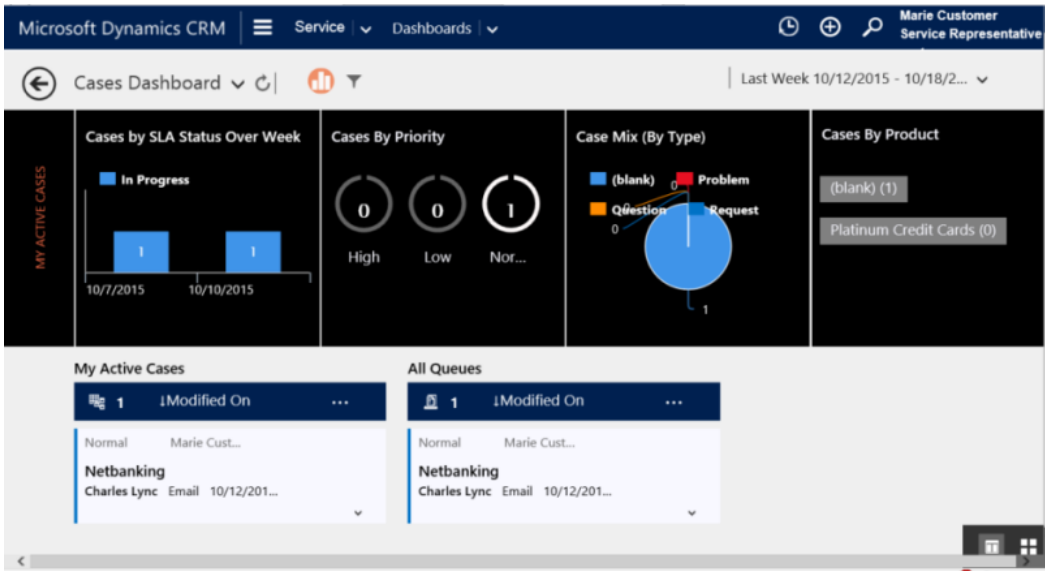 Microsoft Dynamics CRM
Service
Dashboards
Marie Customer
Service Representative
Cases Dashboard
Last Week 10/12/2015 - 10/18/2...
MY ACTIVE CASES
Cases by SLA Status Over Week
In Progress
1
1
10/7/2015
10/10/2015
Cases By Priority
0
0
1
High
Low
Nor...
Case Mix (By Type)
(blank)
0
Problem
Question
0
Request
0
1
Cases By Product
(blank) (1)
Platinum Credit Cards (0)
My Active Cases
1
↓Modified On
...
Normal
Marie Cust...
Netbanking
Charles Lync Email 10/12/201...
All Queues
1
↓Modified On
...
Normal
Marie Cust...
Netbanking
Charles Lync Email 10/12/201...